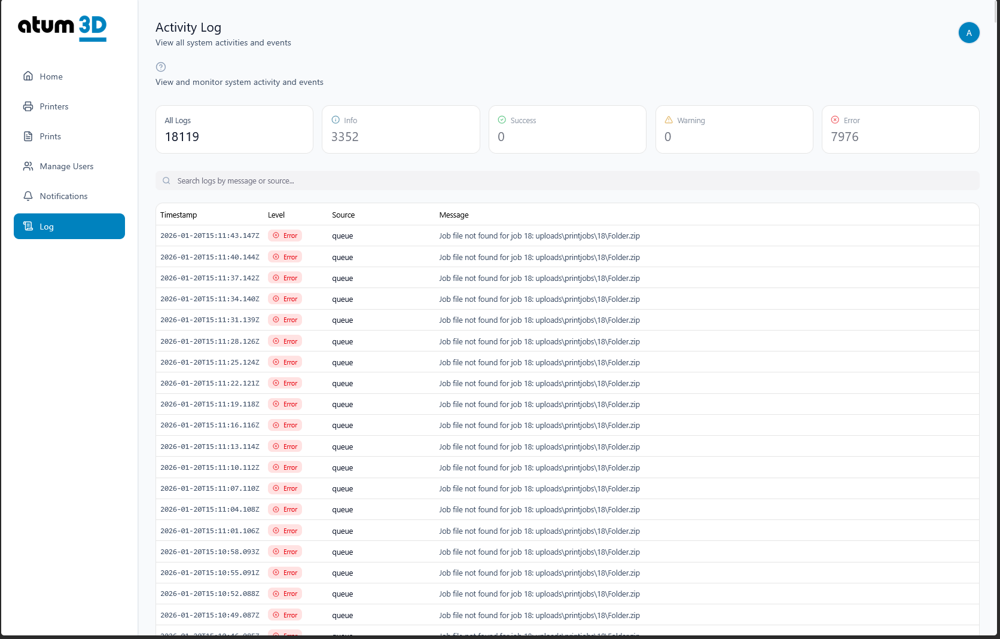 atum 3D
Home
Printers
Prints
Manage Users
Notifications
Log
Activity Log
View all system activities and events
A
View and monitor system activity and events
All Logs
18119
Info
3352
Success
0
Warning
0
Error
7976
Search logs by message or source...
Timestamp Level Source Message
2026-01-20T15:11:43.147Z Error queue Job file not found for job 18: uploads\printjobs\18\Folder.zip
2026-01-20T15:11:40.144Z Error queue Job file not found for job 18: uploads\printjobs\18\Folder.zip
2026-01-20T15:11:37.142Z Error queue Job file not found for job 18: uploads\printjobs\18\Folder.zip
2026-01-20T15:11:34.140Z Error queue Job file not found for job 18: uploads\printjobs\18\Folder.zip
2026-01-20T15:11:31.139Z Error queue Job file not found for job 18: uploads\printjobs\18\Folder.zip
2026-01-20T15:11:28.126Z Error queue Job file not found for job 18: uploads\printjobs\18\Folder.zip
2026-01-20T15:11:25.124Z Error queue Job file not found for job 18: uploads\printjobs\18\Folder.zip
2026-01-20T15:11:22.121Z Error queue Job file not found for job 18: uploads\printjobs\18\Folder.zip
2026-01-20T15:11:19.118Z Error queue Job file not found for job 18: uploads\printjobs\18\Folder.zip
2026-01-20T15:11:16.116Z Error queue Job file not found for job 18: uploads\printjobs\18\Folder.zip
2026-01-20T15:11:13.114Z Error queue Job file not found for job 18: uploads\printjobs\18\Folder.zip
2026-01-20T15:11:10.112Z Error queue Job file not found for job 18: uploads\printjobs\18\Folder.zip
2026-01-20T15:11:07.110Z Error queue Job file not found for job 18: uploads\printjobs\18\Folder.zip
2026-01-20T15:11:04.108Z Error queue Job file not found for job 18: uploads\printjobs\18\Folder.zip
2026-01-20T15:11:01.106Z Error queue Job file not found for job 18: uploads\printjobs\18\Folder.zip
2026-01-20T15:10:58.093Z Error queue Job file not found for job 18: uploads\printjobs\18\Folder.zip
2026-01-20T15:10:55.091Z Error queue Job file not found for job 18: uploads\printjobs\18\Folder.zip
2026-01-20T15:10:52.088Z Error queue Job file not found for job 18: uploads\printjobs\18\Folder.zip
2026-01-20T15:10:49.087Z Error queue Job file not found for job 18: uploads\printjobs\18\Folder.zip
Error queue Job file not found for job 18: uploads\printjobs\18\Folder.zip